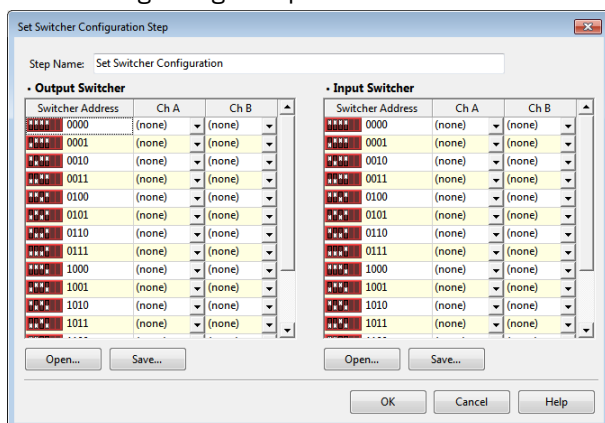 Set Switcher Configuration Step
Step Name: Set Switcher Configuration
• Output Switcher
Switcher Address Ch A Ch B
0000 (none) (none)
0001 (none) (none)
0010 (none) (none)
0011 (none) (none)
0100 (none) (none)
0101 (none) (none)
0110 (none) (none)
0111 (none) (none)
1000 (none) (none)
1001 (none) (none)
1010 (none) (none)
1011 (none) (none)
Open... Save...
• Input Switcher
Switcher Address Ch A Ch B
0000 (none) (none)
0001 (none) (none)
0010 (none) (none)
0011 (none) (none)
0100 (none) (none)
0101 (none) (none)
0110 (none) (none)
0111 (none) (none)
1000 (none) (none)
1001 (none) (none)
1010 (none) (none)
1011 (none) (none)
Open... Save...
OK Cancel Help